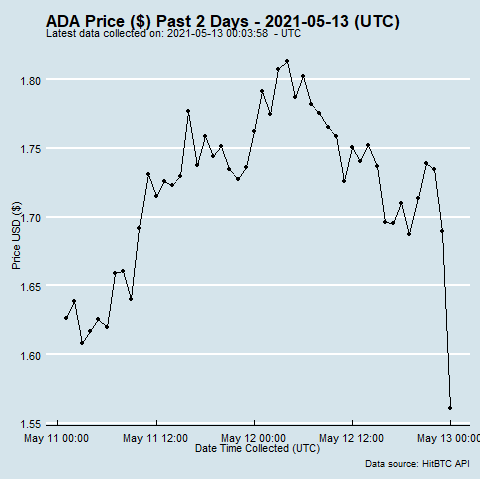 ADA Price ($) Past 2 Days - 2021-05-13 (UTC)
Latest data collected on: 2021-05-13 00:03:58 - UTC
1.80
1.75
1.70
1.65
1.60
1.55
Price USD ($)
May 11 00:00 May 11 12:00 May 12 00:00 May 12 12:00 May 13 00:00
Date Time Collected (UTC)
Data source: HitBTC API